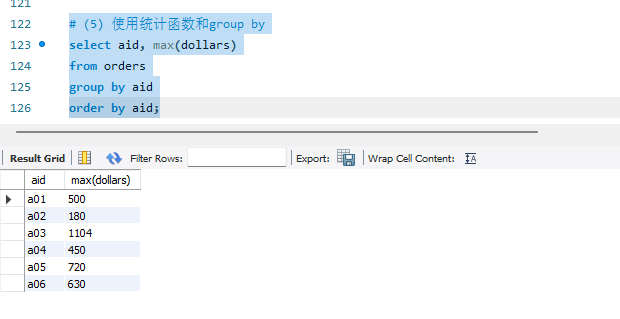 121
122 # (5) 使用统计函数和group by
123 select aid, max(dollars)
124 from orders
125 group by aid
126 order by aid;
Result Grid Filter Rows: Export: Wrap Cell Content:
aid max(dollars)
a01 500
a02 180
a03 1104
a04 450
a05 720
a06 630